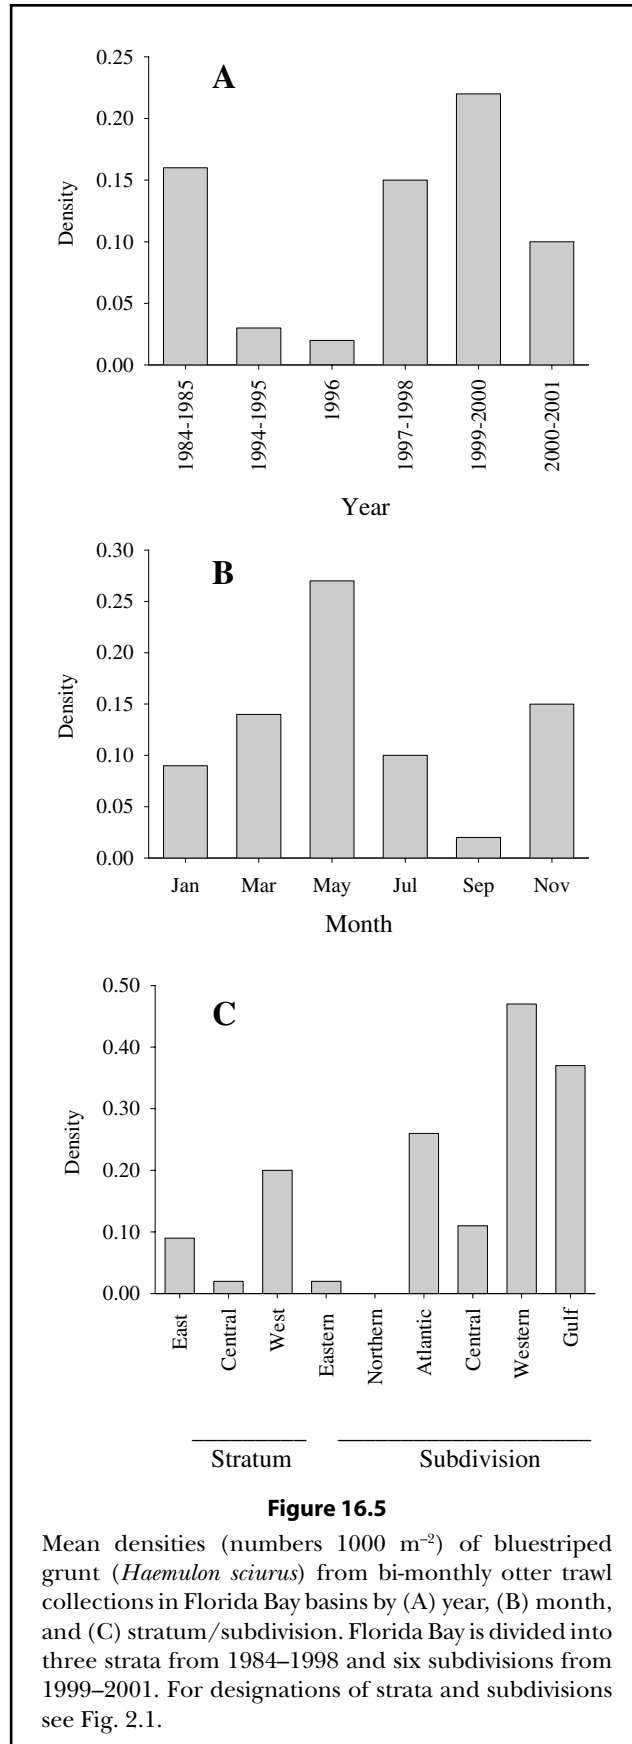 0.25
A
0.20
0.15
Density
0.10
0.05
0.00
1984-1985
1994-1995
1996
1997-1998
1999-2000
2000-2001
Year
0.30
B
0.25
0.20
Density
0.15
0.10
0.05
0.00
Jan Mar May Jul Sep Nov
Month
0.50
C
0.40
0.30
Density
0.20
0.10
0.00
East
Central
West
Eastern
Northern
Atlantic
Central
Western
Gulf
Stratum Subdivision
Figure 16.5
Mean densities (numbers 1000 m⁻²) of bluestriped
grunt (Haemulon sciurus) from bi-monthly otter trawl
collections in Florida Bay basins by (A) year, (B) month,
and (C) stratum/subdivision. Florida Bay is divided into
three strata from 1984–1998 and six subdivisions from
1999–2001. For designations of strata and subdivisions
see Fig. 2.1.